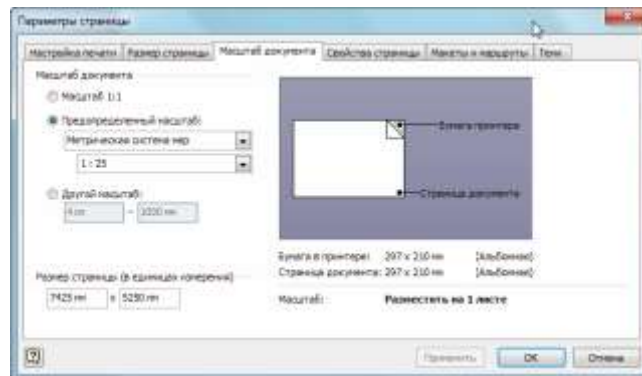 Параметры страницы
Настройка печати Размер страницы Масштаб документа Свойства страницы Макеты и маршруты Тени
Масштаб документа
Масштаб 1:1
Предопределенный масштаб:
Метрическая система мер
1 : 25
Другой масштаб:
= 1000 мм
Размер страницы (в единицах измерения)
7425 мм x 5250 мм
Бумага принтера
Страница документа
Бумага в принтере: 297 x 210 мм (Альбомная)
Страница документа: 297 x 210 мм (Альбомная)
Масштаб: Разместить на 1 листе
Применить OK Отмена